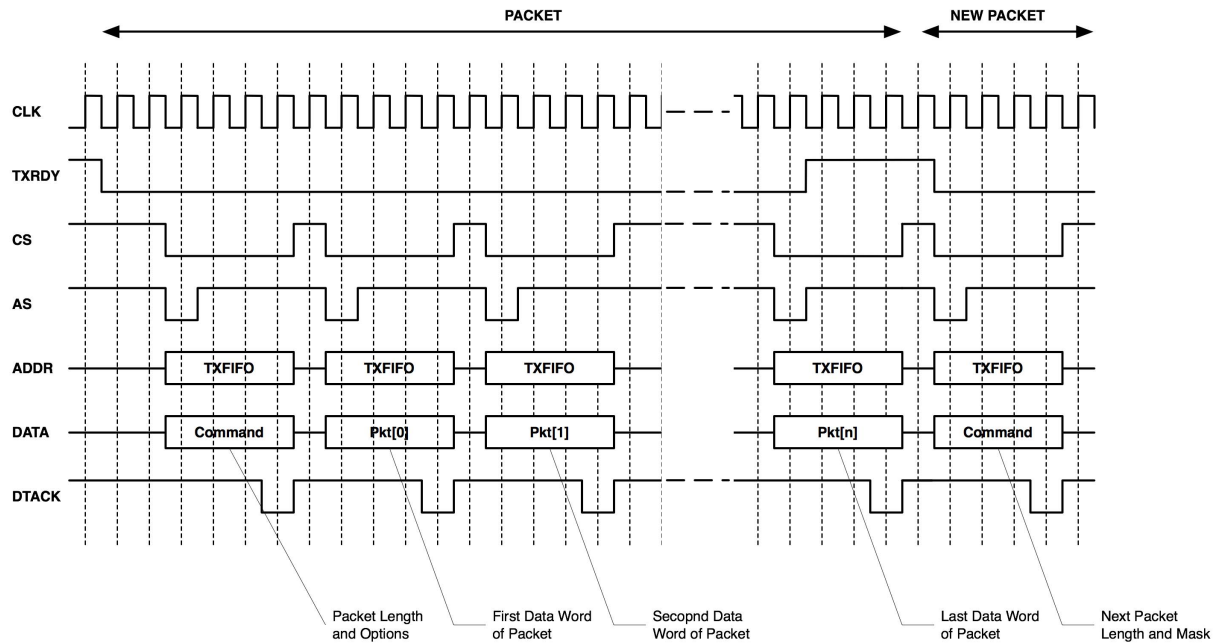 PACKET
NEW PACKET
CLK
TXRDY
CS
AS
ADDR
TXFIFO
TXFIFO
TXFIFO
TXFIFO
TXFIFO
DATA
Command
Pkt[0]
Pkt[1]
Pkt[n]
Command
DTACK
Packet Length
and Options
First Data Word
of Packet
Secopnd Data
Word of Packet
Last Data Word
of Packet
Next Packet
Length and Mask